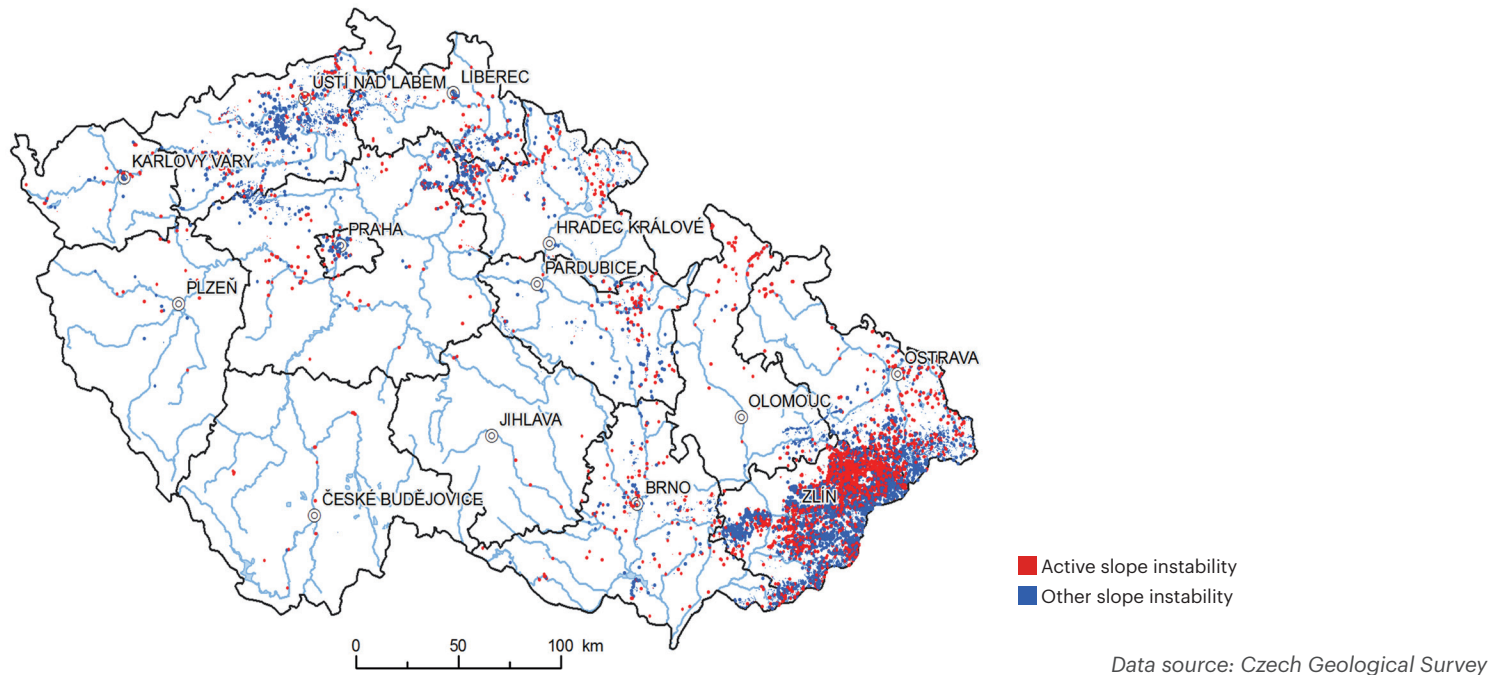 ÚSTÍ NAD LABEM
LIBEREC
KARLOVY VARY
PRAHA
HRADEC KRÁLOVÉ
PARDUBICE
PLZEŇ
OSTRAVA
OLOMOUC
JIHLAVA
ČESKÉ BUDĚJOVICE
BRNO
ZLÍN
Active slope instability
Other slope instability
0 50 100 km
Data source: Czech Geological Survey